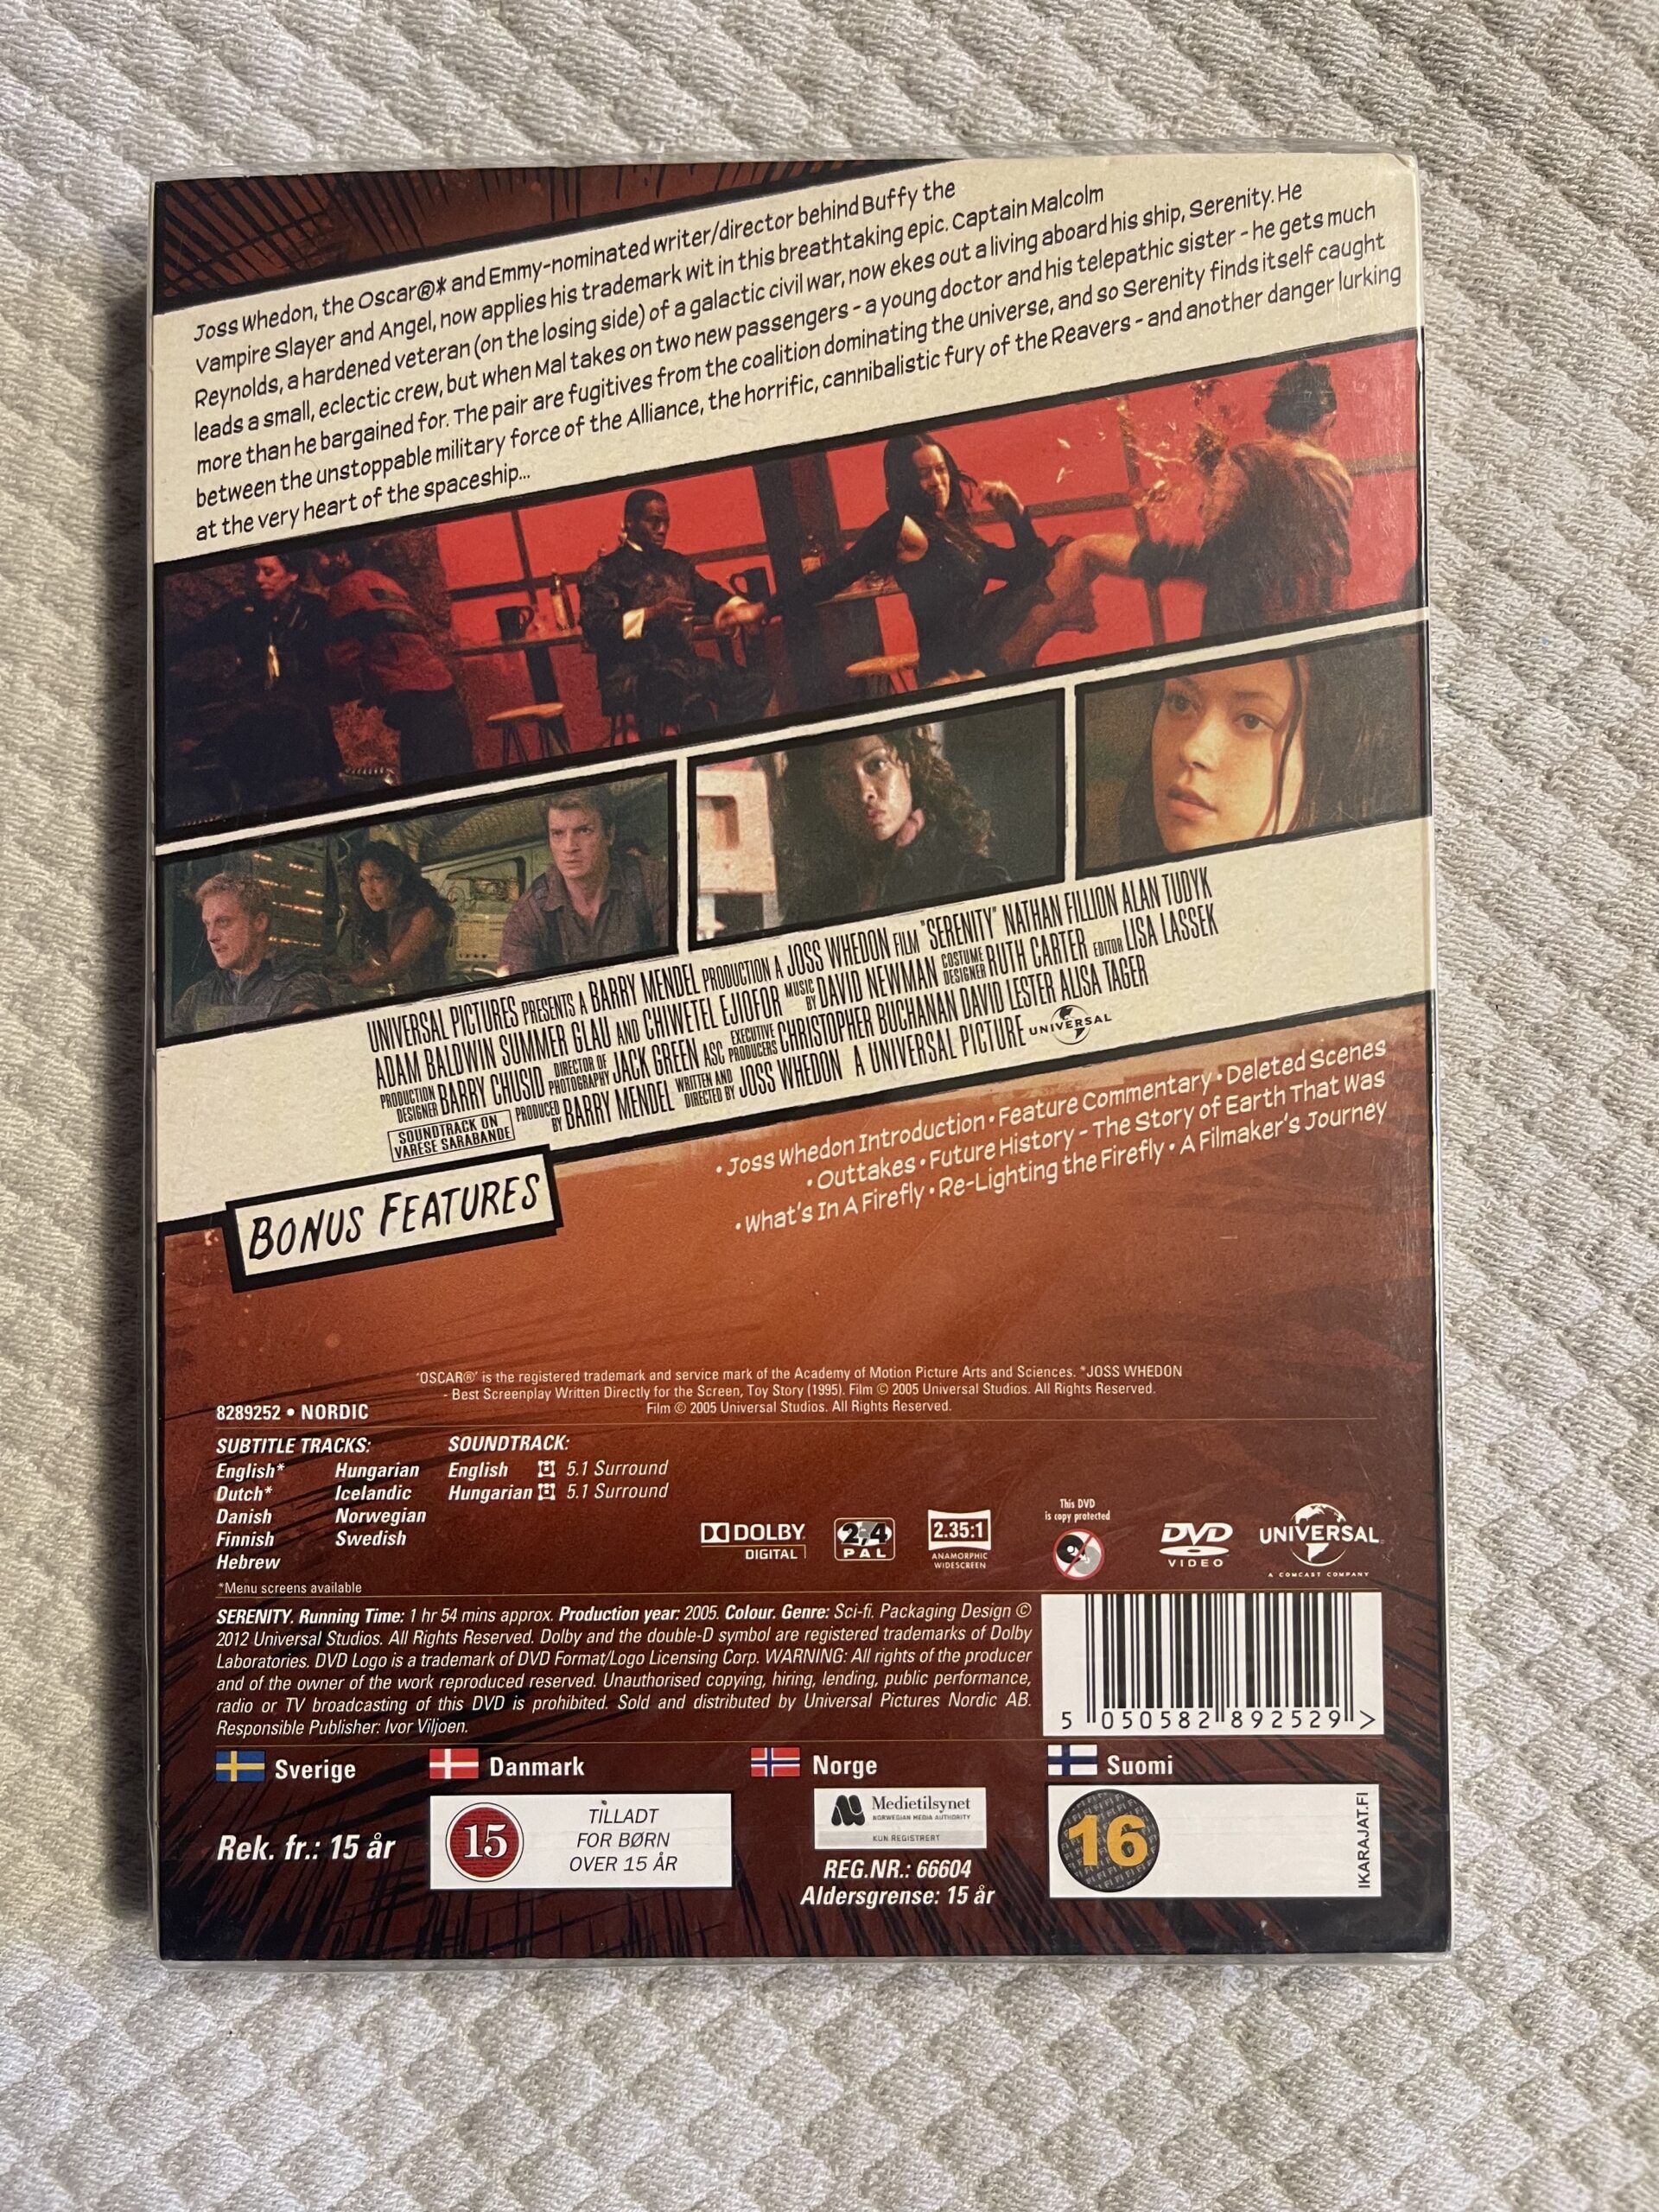 Joss Whedon, the Oscar®* and Emmy-nominated writer/director behind Buffy the
Vampire Slayer and Angel, now applies his trademark wit in this breathtaking epic. Captain Malcolm
Reynolds, a hardened veteran (on the losing side) of a galactic civil war, now ekes out a living aboard his ship, Serenity. He
leads a small, eclectic crew, but when Mal takes on two new passengers - a young doctor and his telepathic sister - he gets much
more than he bargained for. The pair are fugitives from the coalition dominating the universe, and so Serenity finds itself caught
between the unstoppable military force of the Alliance, the horrific, cannibalistic fury of the Reavers - and another danger lurking
at the very heart of the spaceship...
UNIVERSAL PICTURES PRESENTS A BARRY MENDEL PRODUCTION A JOSS WHEDON FILM "SERENITY" NATHAN FILLION ALAN TUDYK
ADAM BALDWIN SUMMER GLAU AND CHIWETEL EJIOFOR MUSIC BY DAVID NEWMAN COSTUME DESIGNER RUTH CARTER EDITOR LISA LASSEK
PRODUCTION DESIGNER BARRY CHUSID DIRECTOR OF PHOTOGRAPHY JACK GREEN ASC EXECUTIVE PRODUCERS CHRISTOPHER BUCHANAN DAVID LESTER ALISA TAGER
SOUNDTRACK ON VARESE SARABANDE PRODUCED BY BARRY MENDEL WRITTEN AND DIRECTED BY JOSS WHEDON A UNIVERSAL PICTURE UNIVERSAL
BONUS FEATURES
• Joss Whedon Introduction • Feature Commentary • Deleted Scenes
• Outtakes • Future History - The Story of Earth That Was
• What's In A Firefly • Re-Lighting the Firefly • A Filmaker's Journey
'OSCAR®' is the registered trademark and service mark of the Academy of Motion Picture Arts and Sciences. *JOSS WHEDON
- Best Screenplay Written Directly for the Screen, Toy Story (1995). Film © 2005 Universal Studios. All Rights Reserved.
Film © 2005 Universal Studios. All Rights Reserved.
8289252 • NORDIC
SUBTITLE TRACKS:
English*
Dutch*
Danish
Finnish
Hebrew
Hungarian
Icelandic
Norwegian
Swedish
*Menu screens available
SOUNDTRACK:
English 5.1 Surround
Hungarian 5.1 Surround
DOLBY
DIGITAL
2,4
PAL
2.35:1
ANAMORPHIC
WIDESCREEN
This DVD
is copy protected
DVD
VIDEO
UNIVERSAL
A COMCAST COMPANY
SERENITY. Running Time: 1 hr 54 mins approx. Production year: 2005. Colour. Genre: Sci-fi. Packaging Design ©
2012 Universal Studios. All Rights Reserved. Dolby and the double-D symbol are registered trademarks of Dolby
Laboratories. DVD Logo is a trademark of DVD Format/Logo Licensing Corp. WARNING: All rights of the producer
and of the owner of the work reproduced reserved. Unauthorised copying, hiring, lending, public performance,
radio or TV broadcasting of this DVD is prohibited. Sold and distributed by Universal Pictures Nordic AB.
Responsible Publisher: Ivor Viljoen.
5 050582 892529 >
Sverige
Rek. fr.: 15 år
Danmark
15
TILLADT
FOR BØRN
OVER 15 ÅR
Norge
Medietilsynet
NORWEGIAN MEDIA AUTHORITY
KUN REGISTRERT
REG.NR.: 66604
Aldersgrense: 15 år
Suomi
16
IKARAJAT.FI